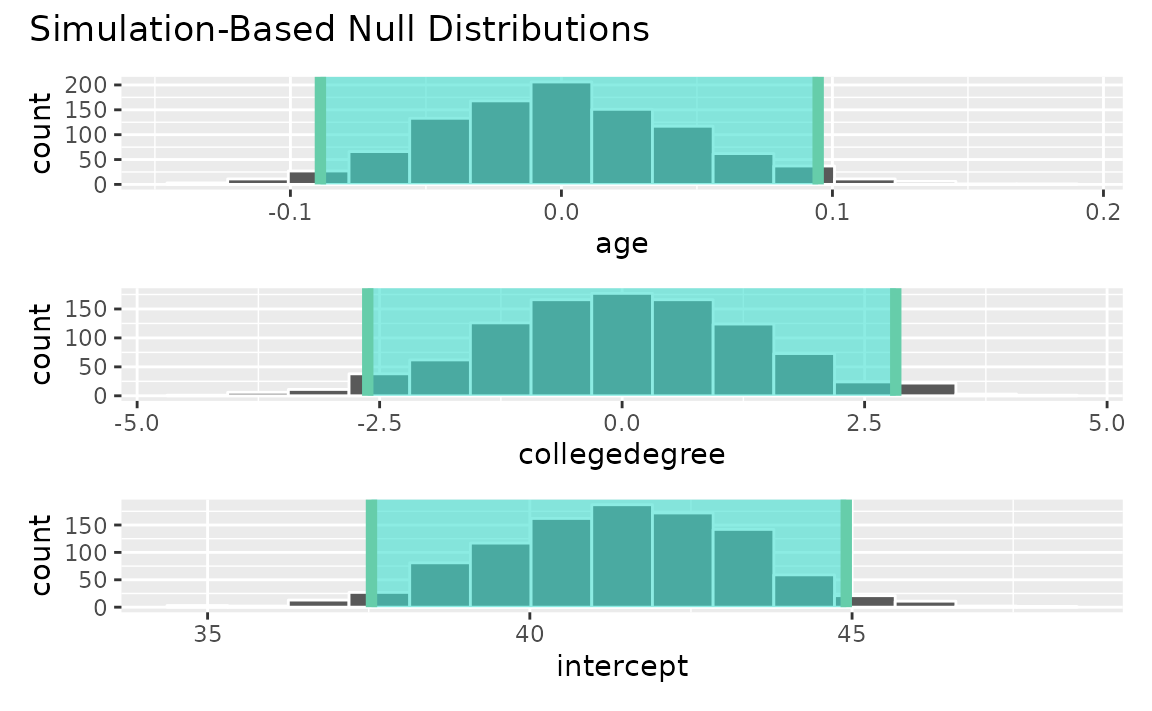 Simulation-Based Null Distributions
count
200
150
100
50
0
-0.1 0.0 0.1 0.2
age
count
150
100
50
0
-5.0 -2.5 0.0 2.5 5.0
collegedegree
count
150
100
50
0
35 40 45
intercept